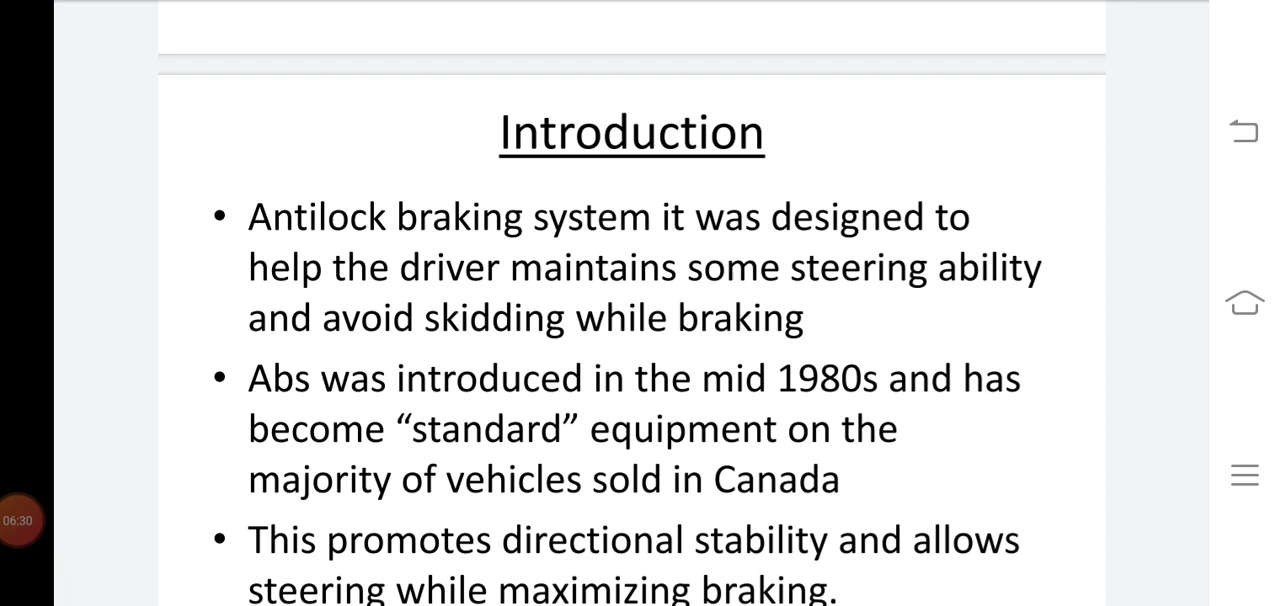 Introduction
• Antilock braking system it was designed to
help the driver maintains some steering ability
and avoid skidding while braking
• Abs was introduced in the mid 1980s and has
become “standard” equipment on the
majority of vehicles sold in Canada
06:30
• This promotes directional stability and allows
steering while maximizing braking.